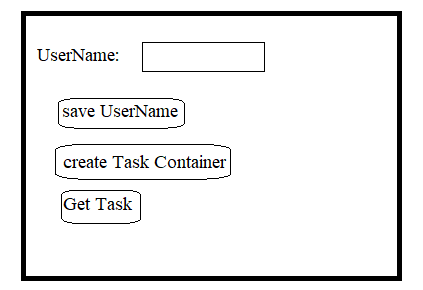 UserName:
save UserName
create Task Container
Get Task